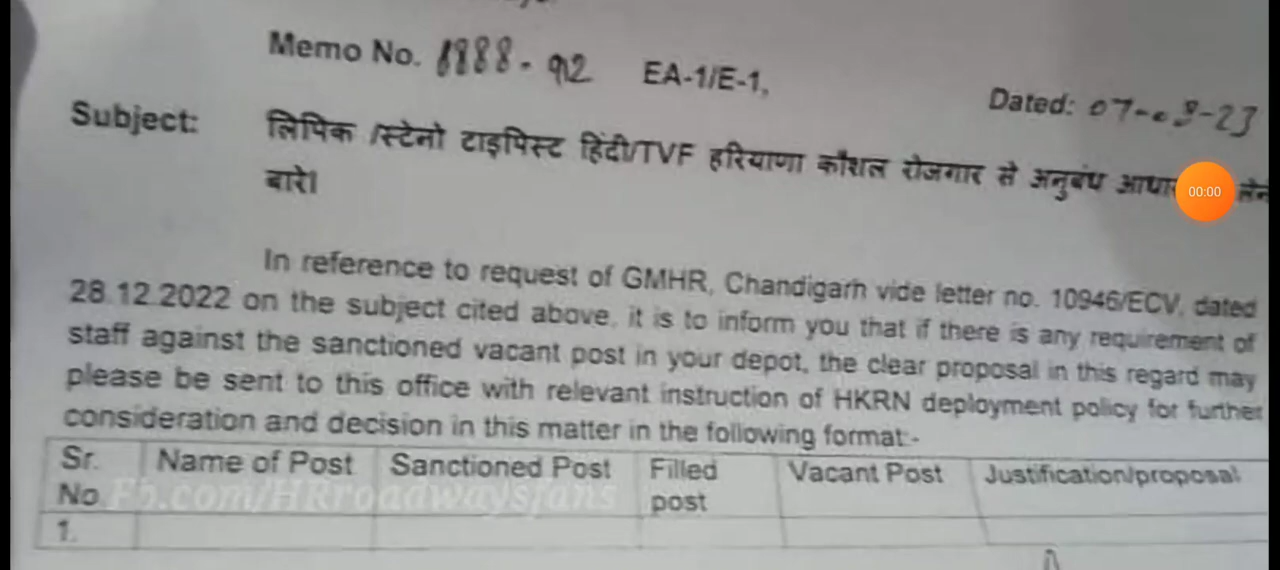 Memo No. 8888-912 EA-1/E-1,
Dated: 07-03-23
Subject: लिपिक /स्टेनो टाइपिस्ट हिंदी/TVF हरियाणा कौशल रोजगार से अनुबंध
बारे।
00:00
In reference to request of GMHR, Chandigarh vide letter no. 10946/ECV, dated
28.12.2022 on the subject cited above, it is to inform you that if there is any requirement of
staff against the sanctioned vacant post in your depot, the clear proposal in this regard may
please be sent to this office with relevant instruction of HKRN deployment policy for further
consideration and decision in this matter in the following format:-
Sr. No Name of Post Sanctioned Post Filled post Vacant Post Justification/proposal
Fb.com/HRroadwaysfans
1.